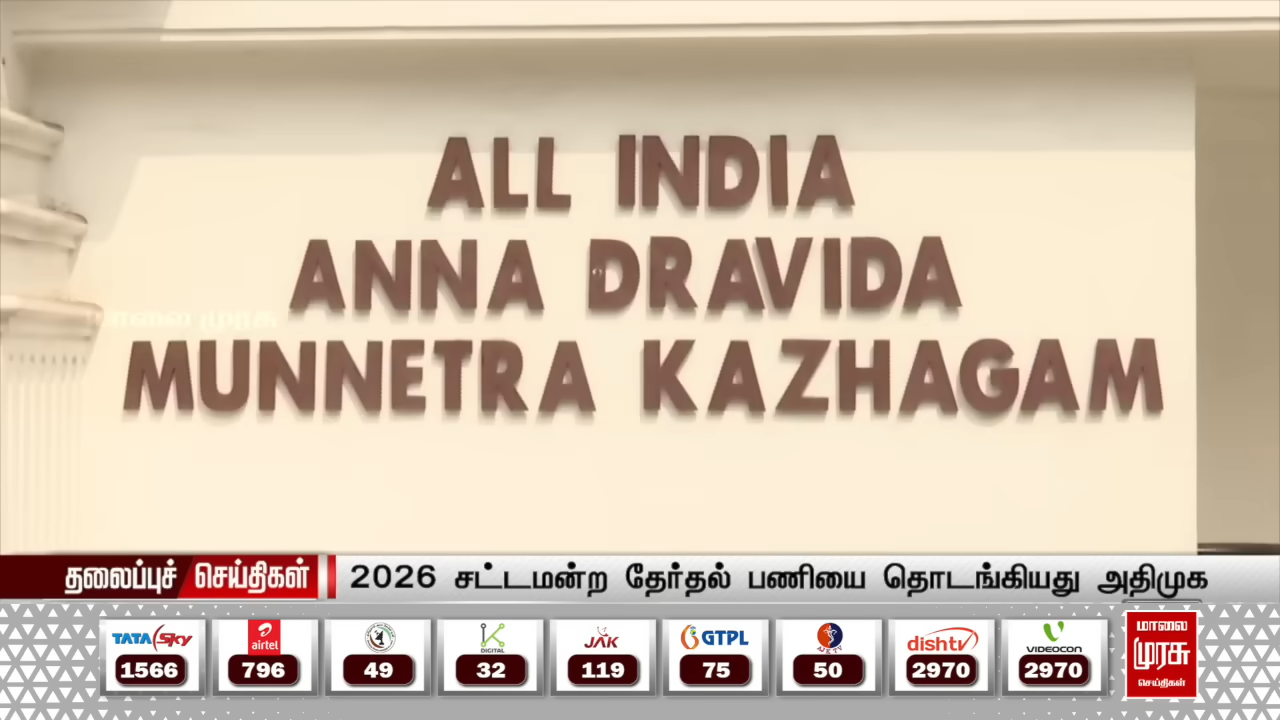 ALL INDIA
ANNA DRAVIDA
MUNNETRA KAZHAGAM
மாலை முரசு
தலைப்புச் செய்திகள் 2026 சட்டமன்ற தேர்தல் பணியை தொடங்கியது அதிமுக
TATA Sky airtel DIGITAL JAK GTPL dishtv VIDEOCON
1566 796 49 32 119 75 50 2970 2970
மாலை
முரசு
செய்திகள்